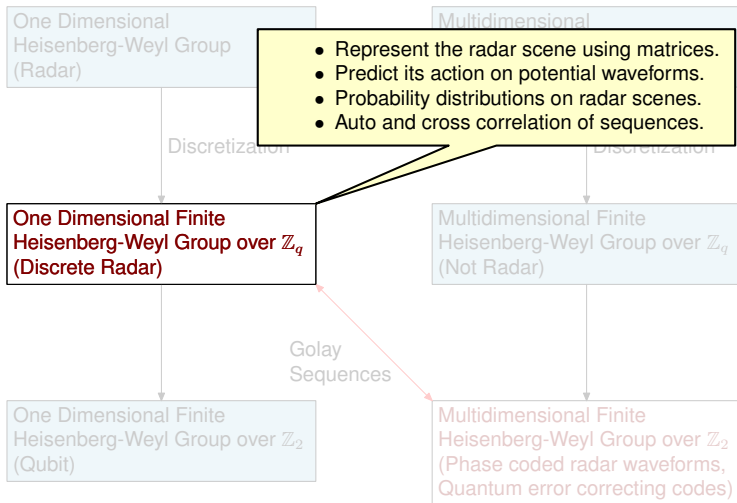 One Dimensional
Heisenberg-Weyl Group
(Radar)
Multidimensional
• Represent the radar scene using matrices.
• Predict its action on potential waveforms.
• Probability distributions on radar scenes.
• Auto and cross correlation of sequences.
Discretization
Discretization
One Dimensional Finite
Heisenberg-Weyl Group over ℤ_q
(Discrete Radar)
Multidimensional Finite
Heisenberg-Weyl Group over ℤ_q
(Not Radar)
Golay
Sequences
One Dimensional Finite
Heisenberg-Weyl Group over ℤ₂
(Qubit)
Multidimensional Finite
Heisenberg-Weyl Group over ℤ₂
(Phase coded radar waveforms,
Quantum error correcting codes)